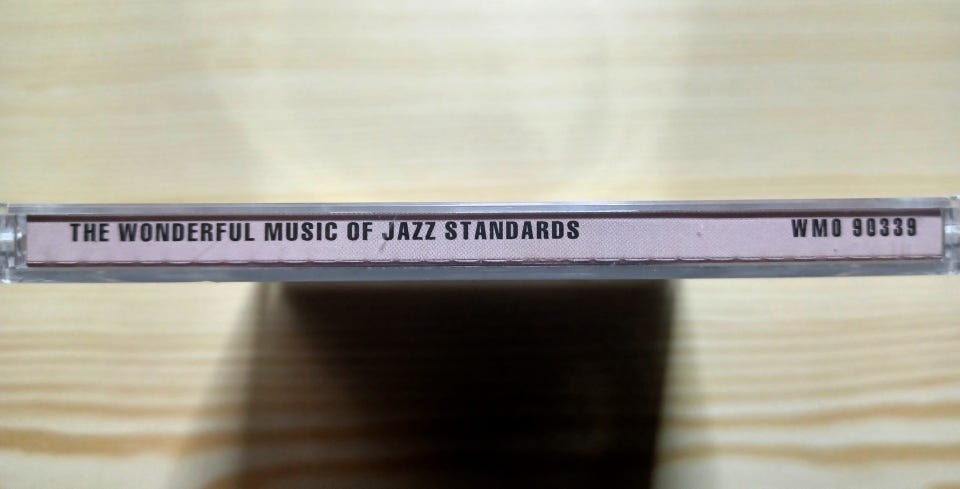 THE WONDERFUL MUSIC OF JAZZ STANDARDS WMO 90339